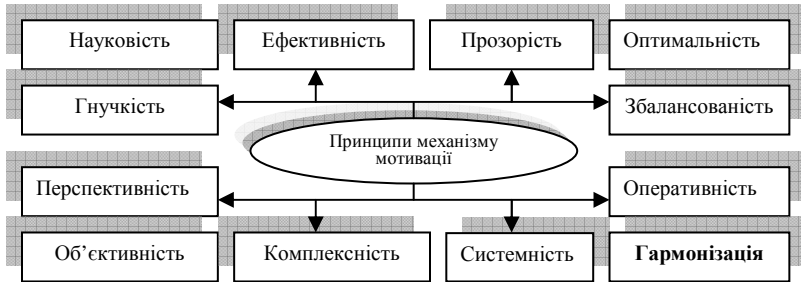 Науковість Ефективність Прозорість Оптимальність
Гнучкість Збалансованість
Принципи механізму
мотивації
Перспективність Оперативність
Об’єктивність Комплексність Системність Гармонізація